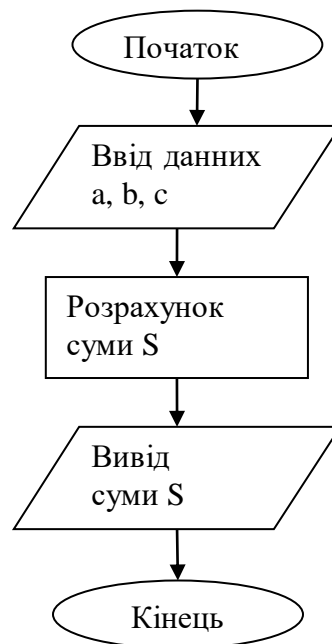 Початок
Ввід данних
a, b, c
Розрахунок
суми S
Вивід
суми S
Кінець